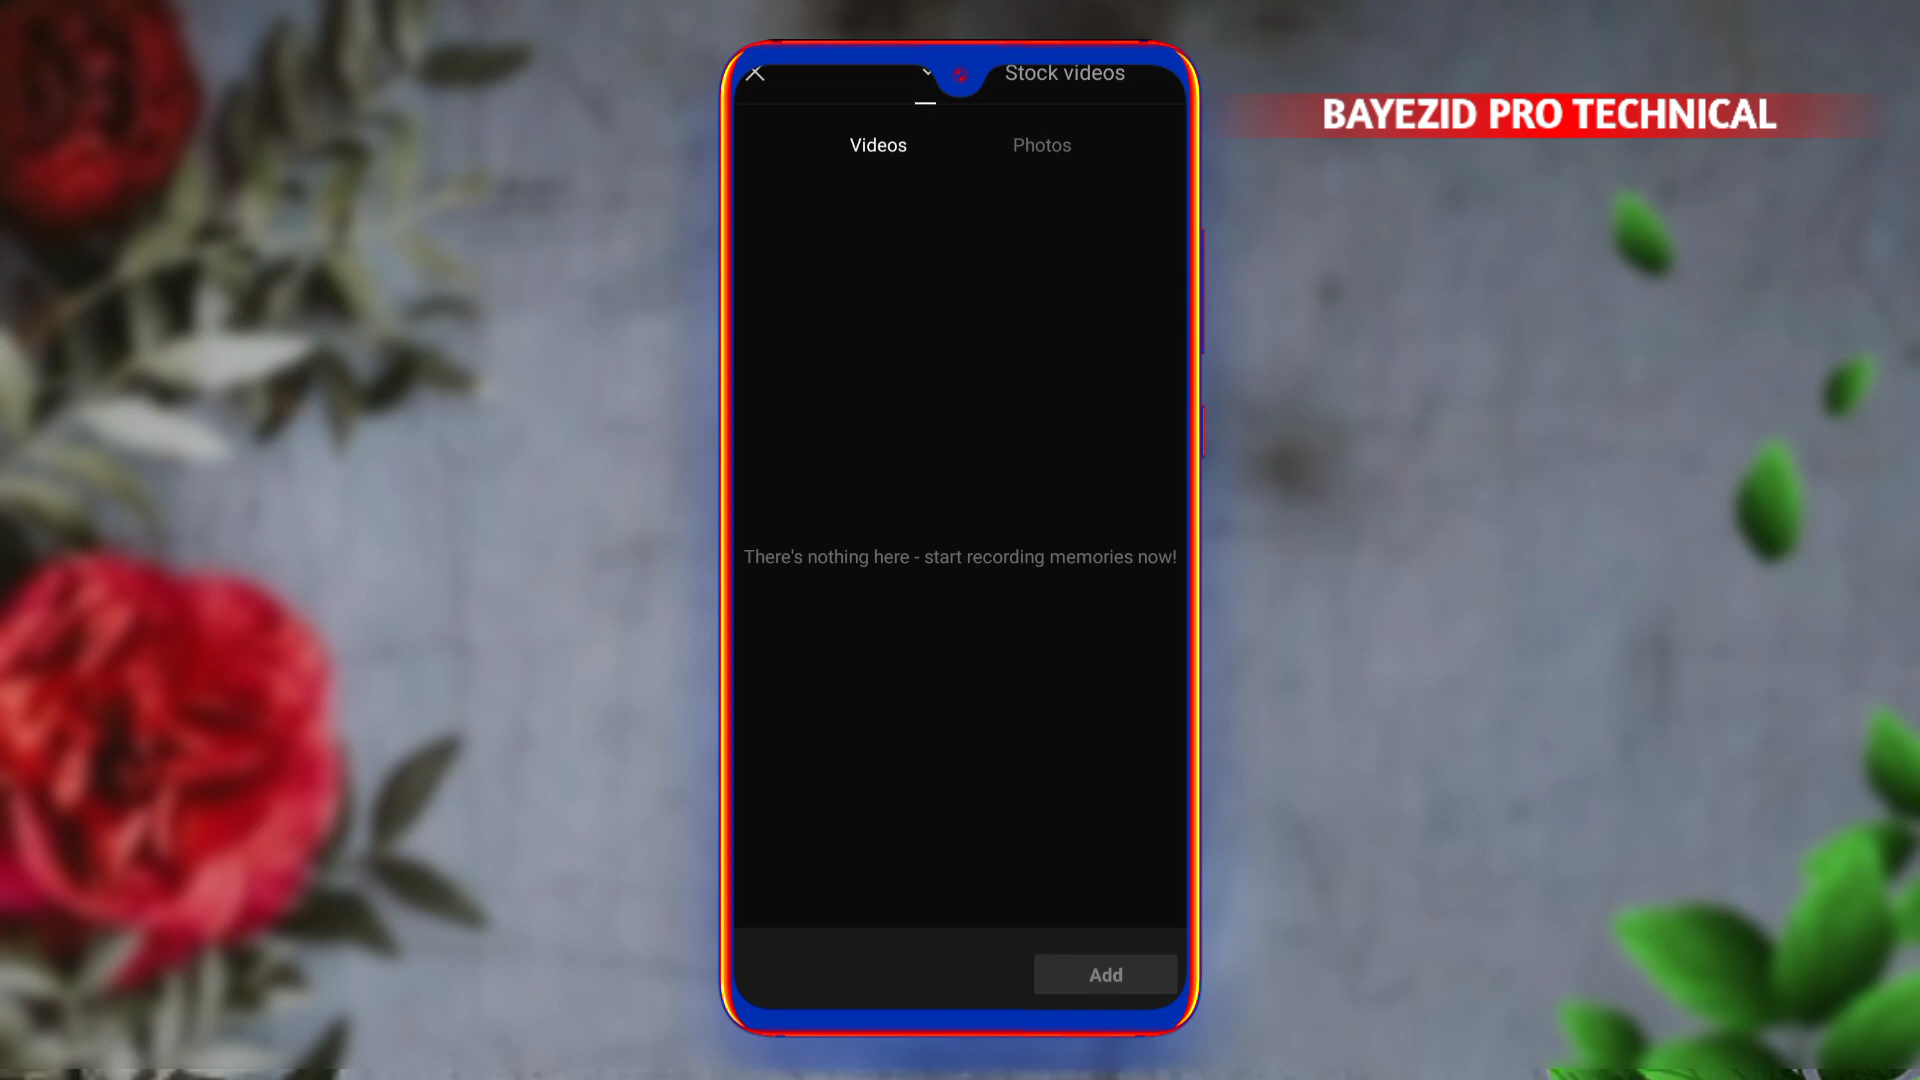 Stock videos
BAYEZID PRO TECHNICAL
Videos
Photos
There's nothing here - start recording memories now!
Add